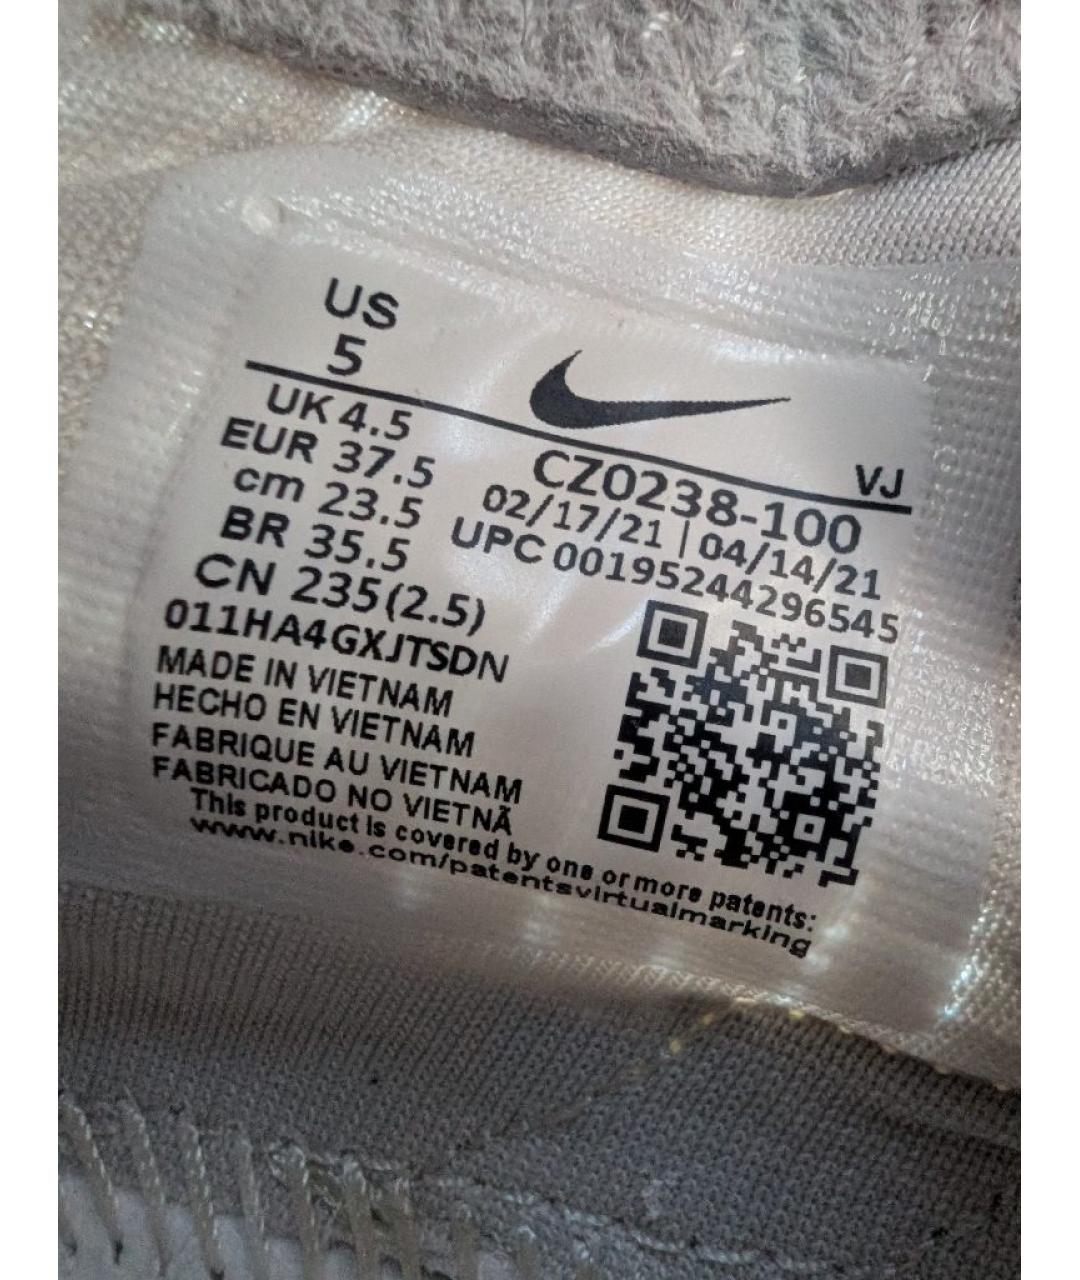 US
5
UK 4.5
EUR 37.5
cm 23.5
BR 35.5
CN 235(2.5)
011HA4GXJTSDN
MADE IN VIETNAM
HECHO EN VIETNAM
FABRIQUE AU VIETNAM
FABRICADO NO VIETNÃ
VJ
CZ0238-100
02/17/21 | 04/14/21
UPC 00195244296545
This product is covered by one or more patents:
www.nike.com/patentsvirtualmarking